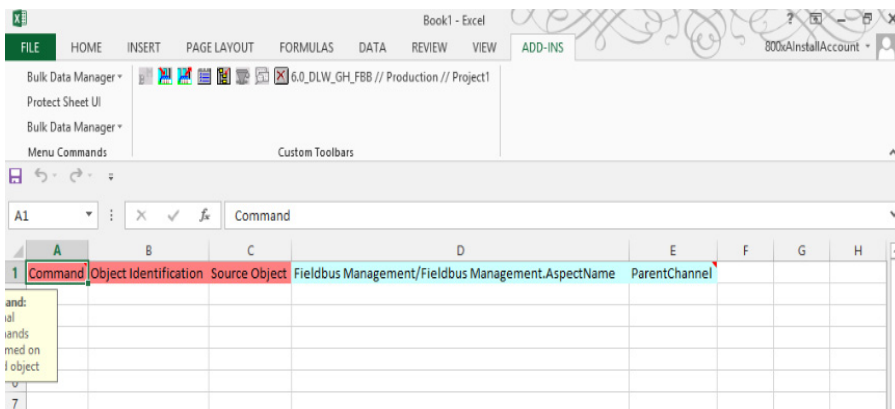 Book1 - Excel
FILE HOME INSERT PAGE LAYOUT FORMULAS DATA REVIEW VIEW ADD-INS 800xAInstallAccount
Bulk Data Manager 6.0_DLW_GH_FBB // Production // Project1
Protect Sheet UI
Bulk Data Manager
Menu Commands Custom Toolbars
A1 fx Command
A B C D E F G H
1 Command Object Identification Source Object Fieldbus Management/Fieldbus Management.AspectName ParentChannel
and:
al
ands
med on
object
7